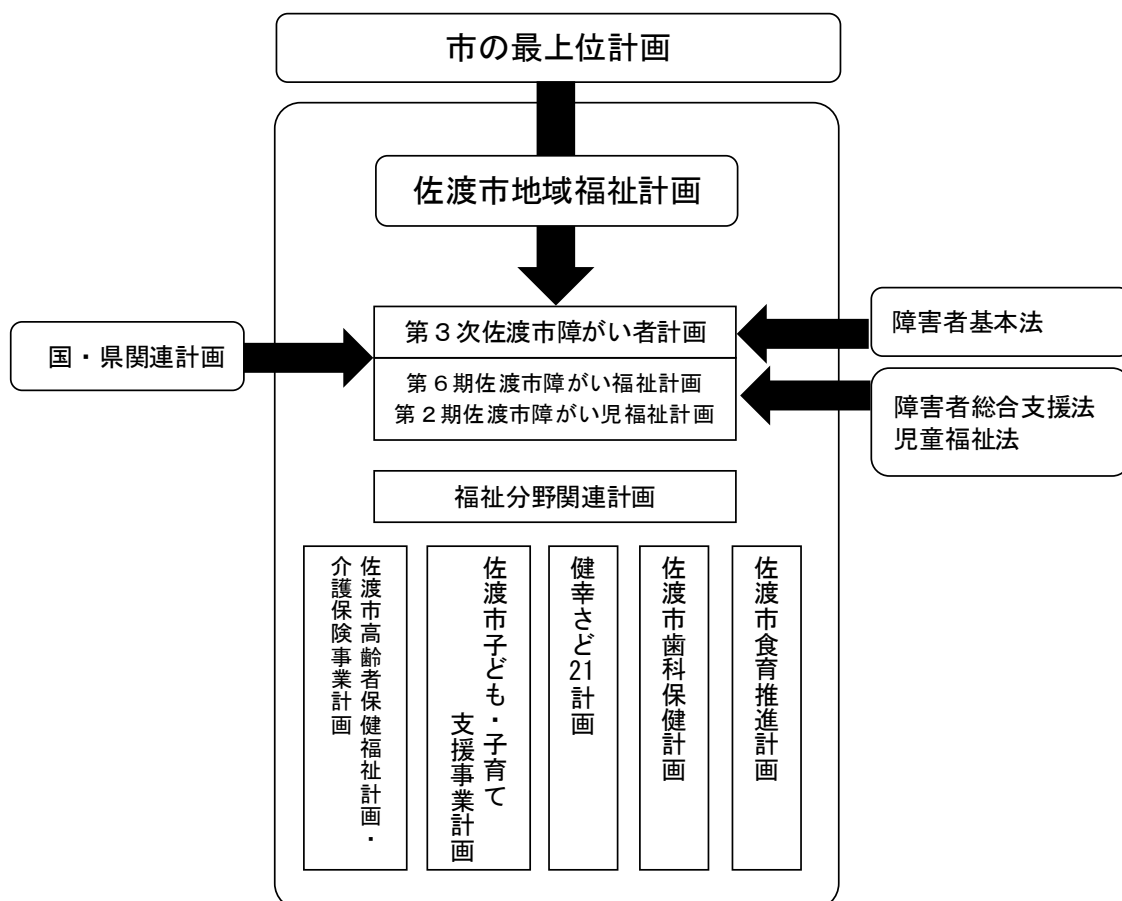 市の最上位計画
佐渡市地域福祉計画
第３次佐渡市障がい者計画
第６期佐渡市障がい福祉計画
第２期佐渡市障がい児福祉計画
国・県関連計画
障害者基本法
障害者総合支援法
児童福祉法
福祉分野関連計画
佐渡市高齢者保健福祉計画・
介護保険事業計画
佐渡市子ども・子育て
支援事業計画
健幸さど21計画
佐渡市歯科保健計画
佐渡市食育推進計画